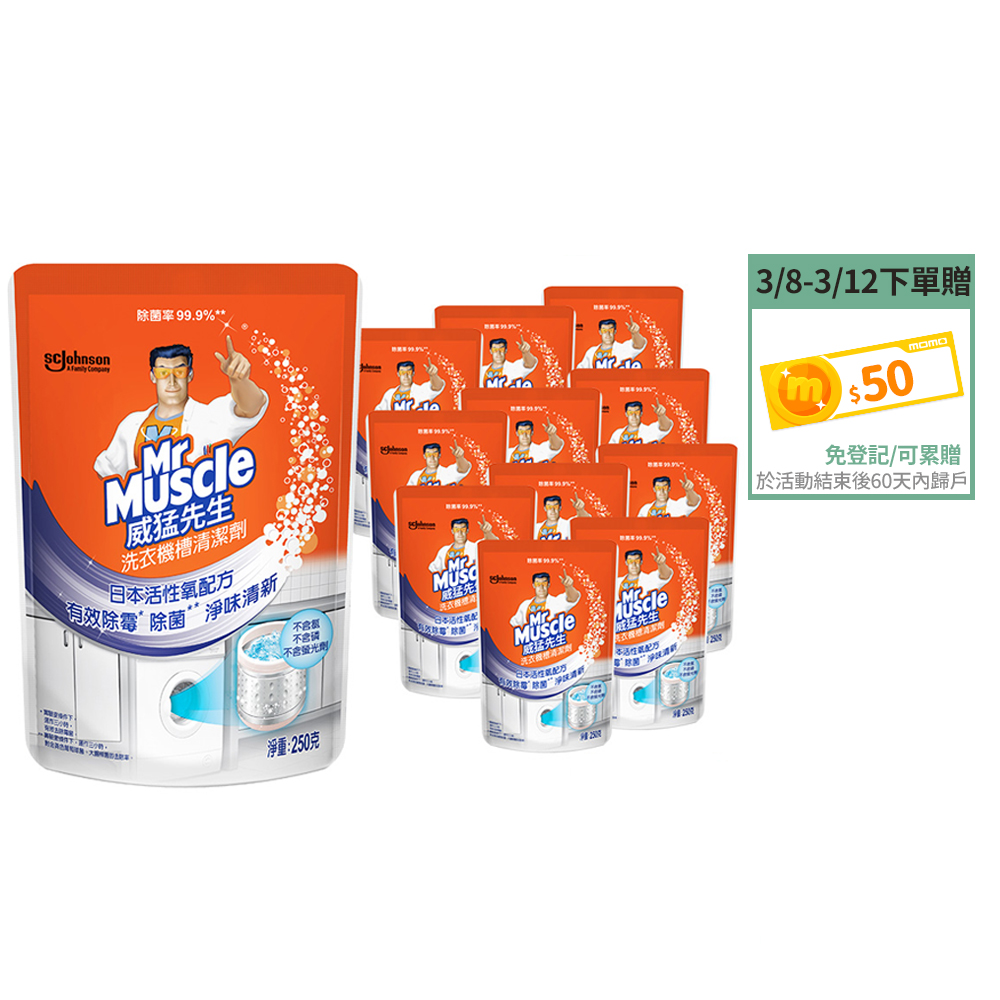 除菌率 99.9%**
scjohnson
A Family Company
Mr
Muscle
威猛先生
洗衣機槽清潔劑
日本活性氧配方
有效除霉* 除菌** 淨味清新
不含氯
不含磷
不含螢光劑
淨重:250克
3/8-3/12下單贈
momo
m $50
免登記/可累贈
於活動結束後60天內歸戶